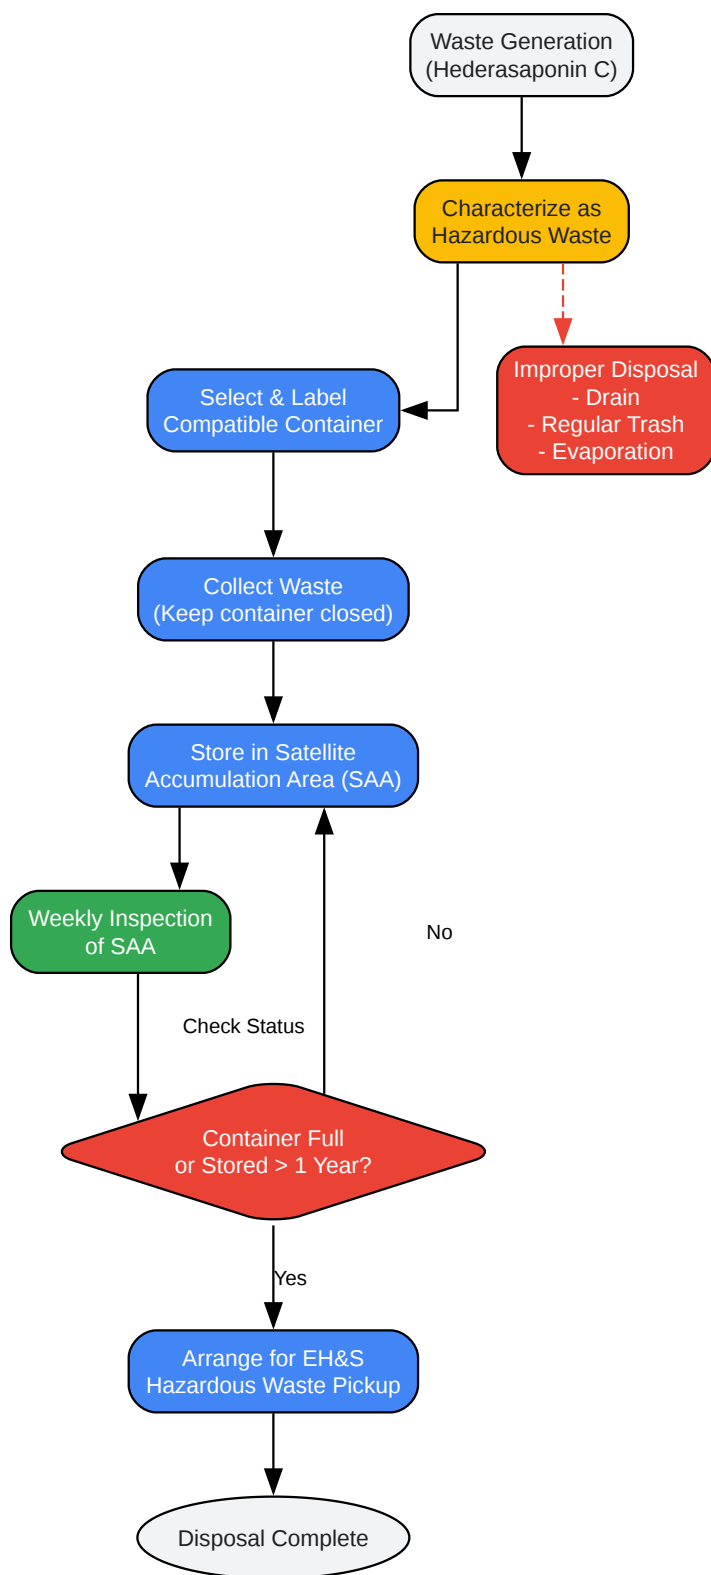 Waste Generation
(Hederasaponin C)
Characterize as
Hazardous Waste
Improper Disposal
- Drain
- Regular Trash
- Evaporation
Select & Label
Compatible Container
Collect Waste
(Keep container closed)
Store in Satellite
Accumulation Area (SAA)
Weekly Inspection
of SAA
No
Check Status
Container Full
or Stored > 1 Year?
Yes
Arrange for EH&S
Hazardous Waste Pickup
Disposal Complete